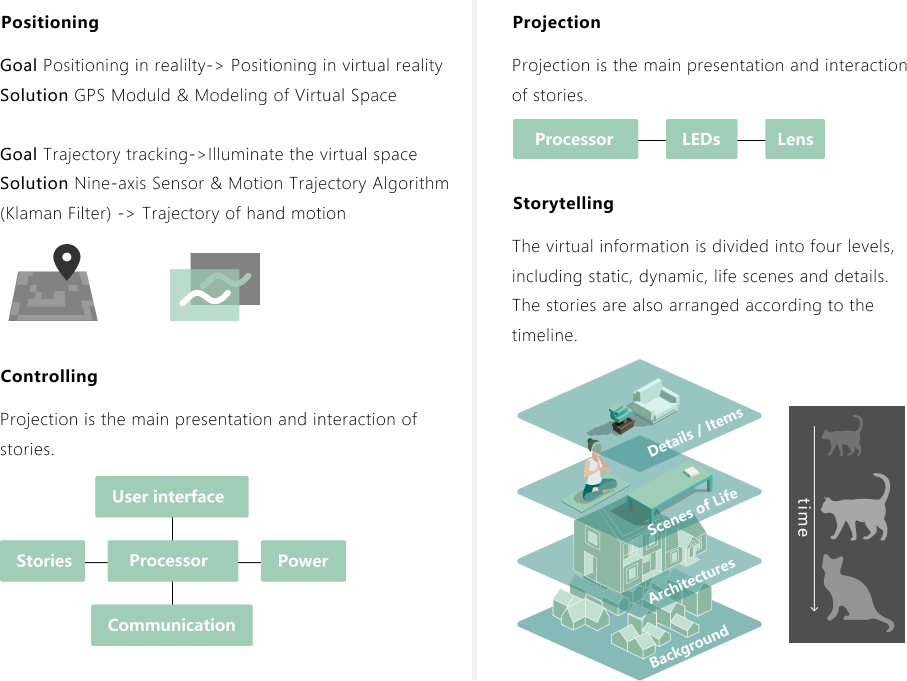 Positioning
Goal Positioning in realilty-> Positioning in virtual reality
Solution GPS Moduld & Modeling of Virtual Space
Goal Trajectory tracking->Illuminate the virtual space
Solution Nine-axis Sensor & Motion Trajectory Algorithm
(Klaman Filter) -> Trajectory of hand motion
Controlling
Projection is the main presentation and interaction of
stories.
User interface
Stories
Processor
Power
Communication
Projection
Projection is the main presentation and interaction
of stories.
Processor
LEDs
Lens
Storytelling
The virtual information is divided into four levels,
including static, dynamic, life scenes and details.
The stories are also arranged according to the
timeline.
Details / Items
Scenes of Life
Architectures
Background
time